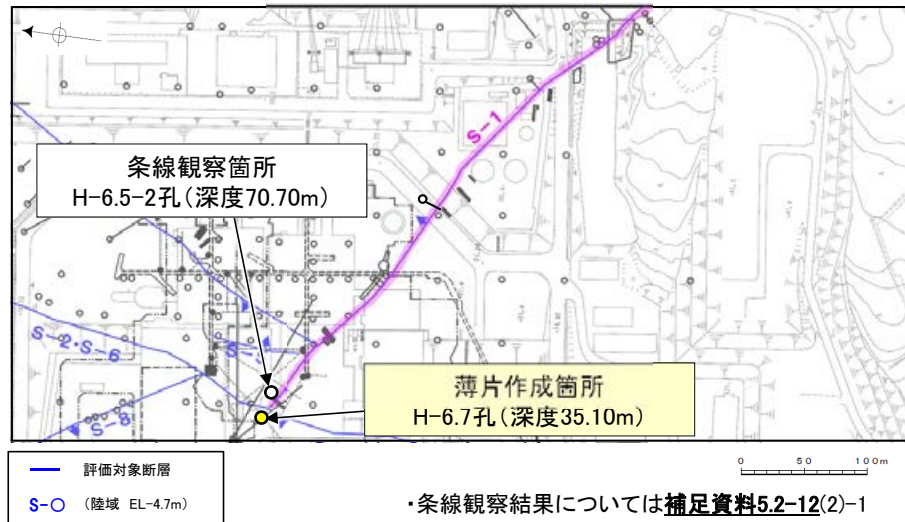 S-1
条線観察箇所
H-6.5-2孔(深度70.70m)
S-2・S-6
S-8
薄片作成箇所
H-6.7孔(深度35.10m)
評価対象断層
S-○ (陸域 EL-4.7m)
0 50 100m
・条線観察結果については補足資料5.2-12(2)-1